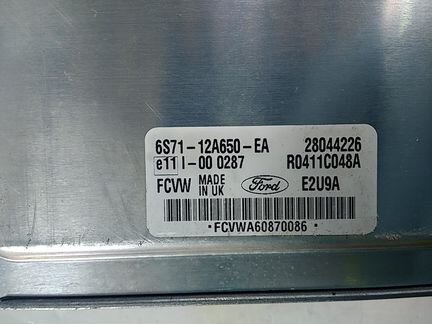 6S71-12A650-EA 28044226
e11 I-00 0287 R0411C048A
FCVW MADE IN UK Ford E2U9A
*FCVWA60870086*